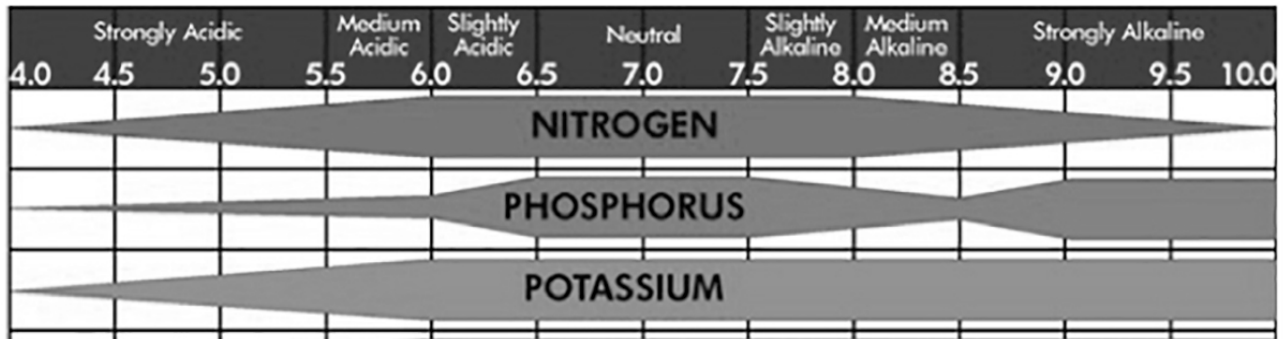 Strongly Acidic
Medium
Acidic
Slightly
Acidic
Neutral
Slightly
Alkaline
Medium
Alkaline
Strongly Alkaline
4.0 4.5 5.0 5.5 6.0 6.5 7.0 7.5 8.0 8.5 9.0 9.5 10.0
NITROGEN
PHOSPHORUS
POTASSIUM